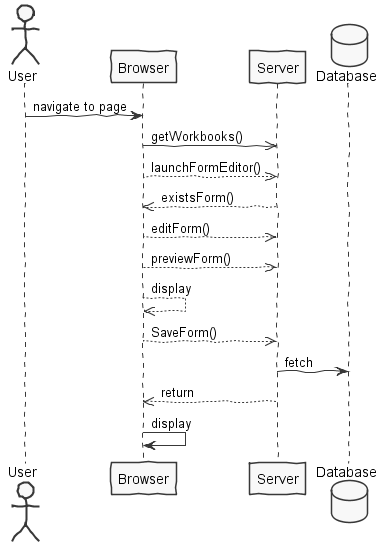 User
Browser
Server
Database
navigate to page
getWorkbooks()
launchFormEditor()
existsForm()
editForm()
previewForm()
display
SaveForm()
fetch
return
display
User
Browser
Server
Database